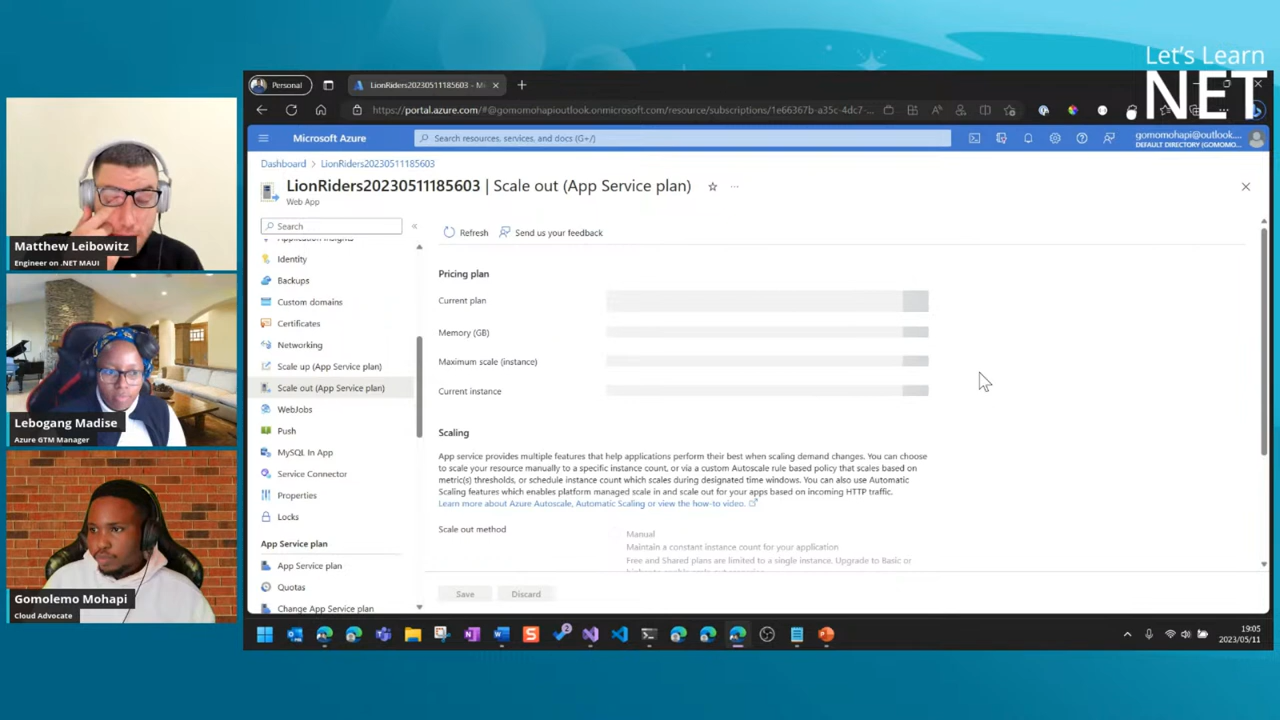 Let's Learn
.NET
Personal
LionRiders20230511185603 - Mi
https://portal.azure.com/#@gomomohapioutlook.onmicrosoft.com/resource/subscriptions/1e66367b-a35c-4dc7-...
Microsoft Azure
Search resources, services, and docs (G+/)
gomomohapi@outlook....
DEFAULT DIRECTORY (GOMOMO...
Dashboard > LionRiders20230511185603
LionRiders20230511185603 | Scale out (App Service plan)
Web App
Search
Refresh
Send us your feedback
Application Insights
Identity
Backups
Custom domains
Certificates
Networking
Scale up (App Service plan)
Scale out (App Service plan)
WebJobs
Push
MySQL In App
Service Connector
Properties
Locks
App Service plan
App Service plan
Quotas
Change App Service plan
Pricing plan
Current plan
Memory (GB)
Maximum scale (instance)
Current instance
Scaling
App service provides multiple features that help applications perform their best when scaling demand changes. You can choose
to scale your resource manually to a specific instance count, or via a custom Autoscale rule based policy that scales based on
metric(s) thresholds, or schedule instance count which scales during designated time windows. You can also use Automatic
Scaling features which enables platform managed scale in and scale out for your apps based on incoming HTTP traffic.
Learn more about Azure Autoscale, Automatic Scaling or view the how-to video.
Scale out method
Manual
Maintain a constant instance count for your application
Free and Shared plans are limited to a single instance. Upgrade to Basic or
Save
Discard
Matthew Leibowitz
Engineer on .NET MAUI
Lebogang Madise
Azure GTM Manager
Gomolemo Mohapi
Cloud Advocate
19:05
2023/05/11